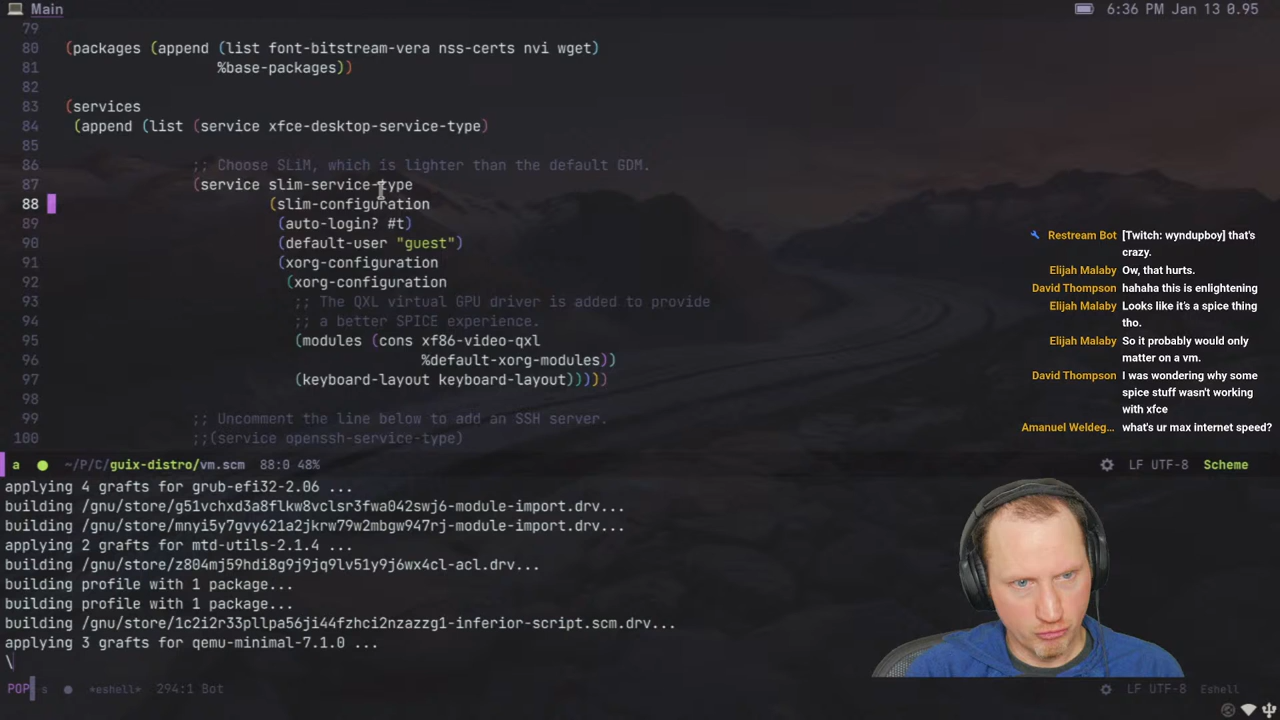 Main
6:36 PM Jan 13 0.95
79
80 (packages (append (list font-bitstream-vera nss-certs nvi wget)
81 %base-packages))
82
83 (services
84 (append (list (service xfce-desktop-service-type)
85
86 ;; Choose SLiM, which is lighter than the default GDM.
87 (service slim-service-type
88 (slim-configuration
89 (auto-login? #t)
90 (default-user "guest")
91 (xorg-configuration
92 (xorg-configuration
93 ;; The QXL virtual GPU driver is added to provide
94 ;; a better SPICE experience.
95 (modules (cons xf86-video-qxl
96 %default-xorg-modules))
97 (keyboard-layout keyboard-layout)))))
98
99 ;; Uncomment the line below to add an SSH server.
100 ;;(service openssh-service-type)
a ~/P/C/guix-distro/vm.scm 88:0 48% LF UTF-8 Scheme
applying 4 grafts for grub-efi32-2.06 ...
building /gnu/store/g51vchxd3a8flkw8vclsr3fwa042swj6-module-import.drv...
building /gnu/store/mnyi5y7gvy621a2jkrw79w2mbgw947rj-module-import.drv...
applying 2 grafts for mtd-utils-2.1.4 ...
building /gnu/store/z804mj59hdi8g9j9jq9lv51y9j6wx4cl-acl.drv...
building profile with 1 package...
building profile with 1 package...
building /gnu/store/1c2i2r33pllpa56ji44fzhci2nzazzg1-inferior-script.scm.drv...
applying 3 grafts for qemu-minimal-7.1.0 ...
\
POP s *eshell* 294:1 Bot LF UTF-8 Eshell
Restream Bot [Twitch: wyndupboy] that's
crazy.
Elijah Malaby Ow, that hurts.
David Thompson hahaha this is enlightening
Elijah Malaby Looks like it's a spice thing
tho.
Elijah Malaby So it probably would only
matter on a vm.
David Thompson I was wondering why some
spice stuff wasn't working
with xfce
Amanuel Weldeg... what's ur max internet speed?